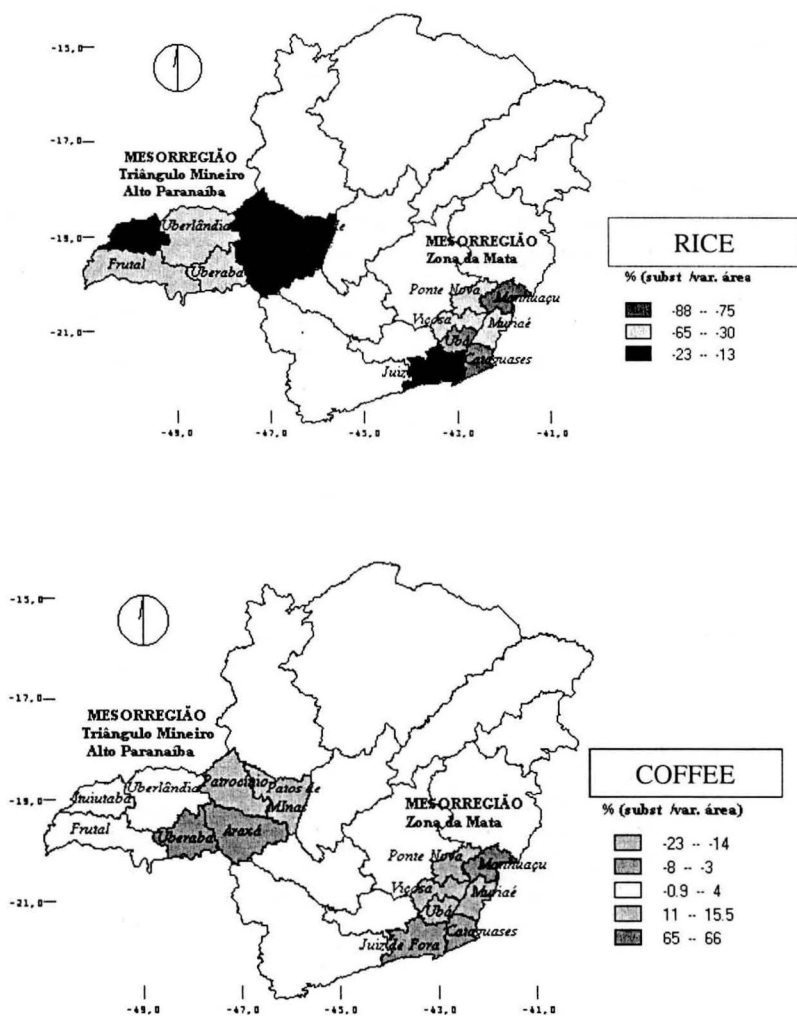 -15,0
-17,0
MESORREGIÃO
Triângulo Mineiro
Alto Paranaíba
Uberlândia
-19,0
Frutal
Uberaba
MESORREGIÃO
Zona da Mata
Ponte Nova
Manhuaçu
Viçosa
Muriaé
-21,0
Ubá
Cataguases
Juiz
-49,0 -47,0 -45,0 -43,0 -41,0
RICE
% (subst /var. área
-88 -- -75
-65 -- -30
-23 -- -13
-15,0
-17,0
MESORREGIÃO
Triângulo Mineiro
Alto Paranaíba
Patrocínio
Patos de
Minas
Uberlândia
Ituiutaba
-19,0
Frutal
Uberaba
Araxá
MESORREGIÃO
Zona da Mata
Ponte Nova
Manhuaçu
Viçosa
Muriaé
-21,0
Ubá
Cataguases
Juiz de Fora
-49,0 -47,0 -45,0 -43,0 -41,0
COFFEE
% (subst /var. área)
-23 -- -14
-8 -- -3
-0.9 -- 4
11 -- 15.5
65 -- 66